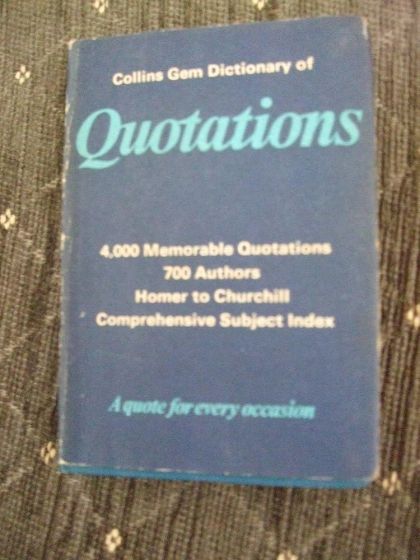 Collins Gem Dictionary of
Quotations
4,000 Memorable Quotations
700 Authors
Homer to Churchill
Comprehensive Subject Index
A quote for every occasion